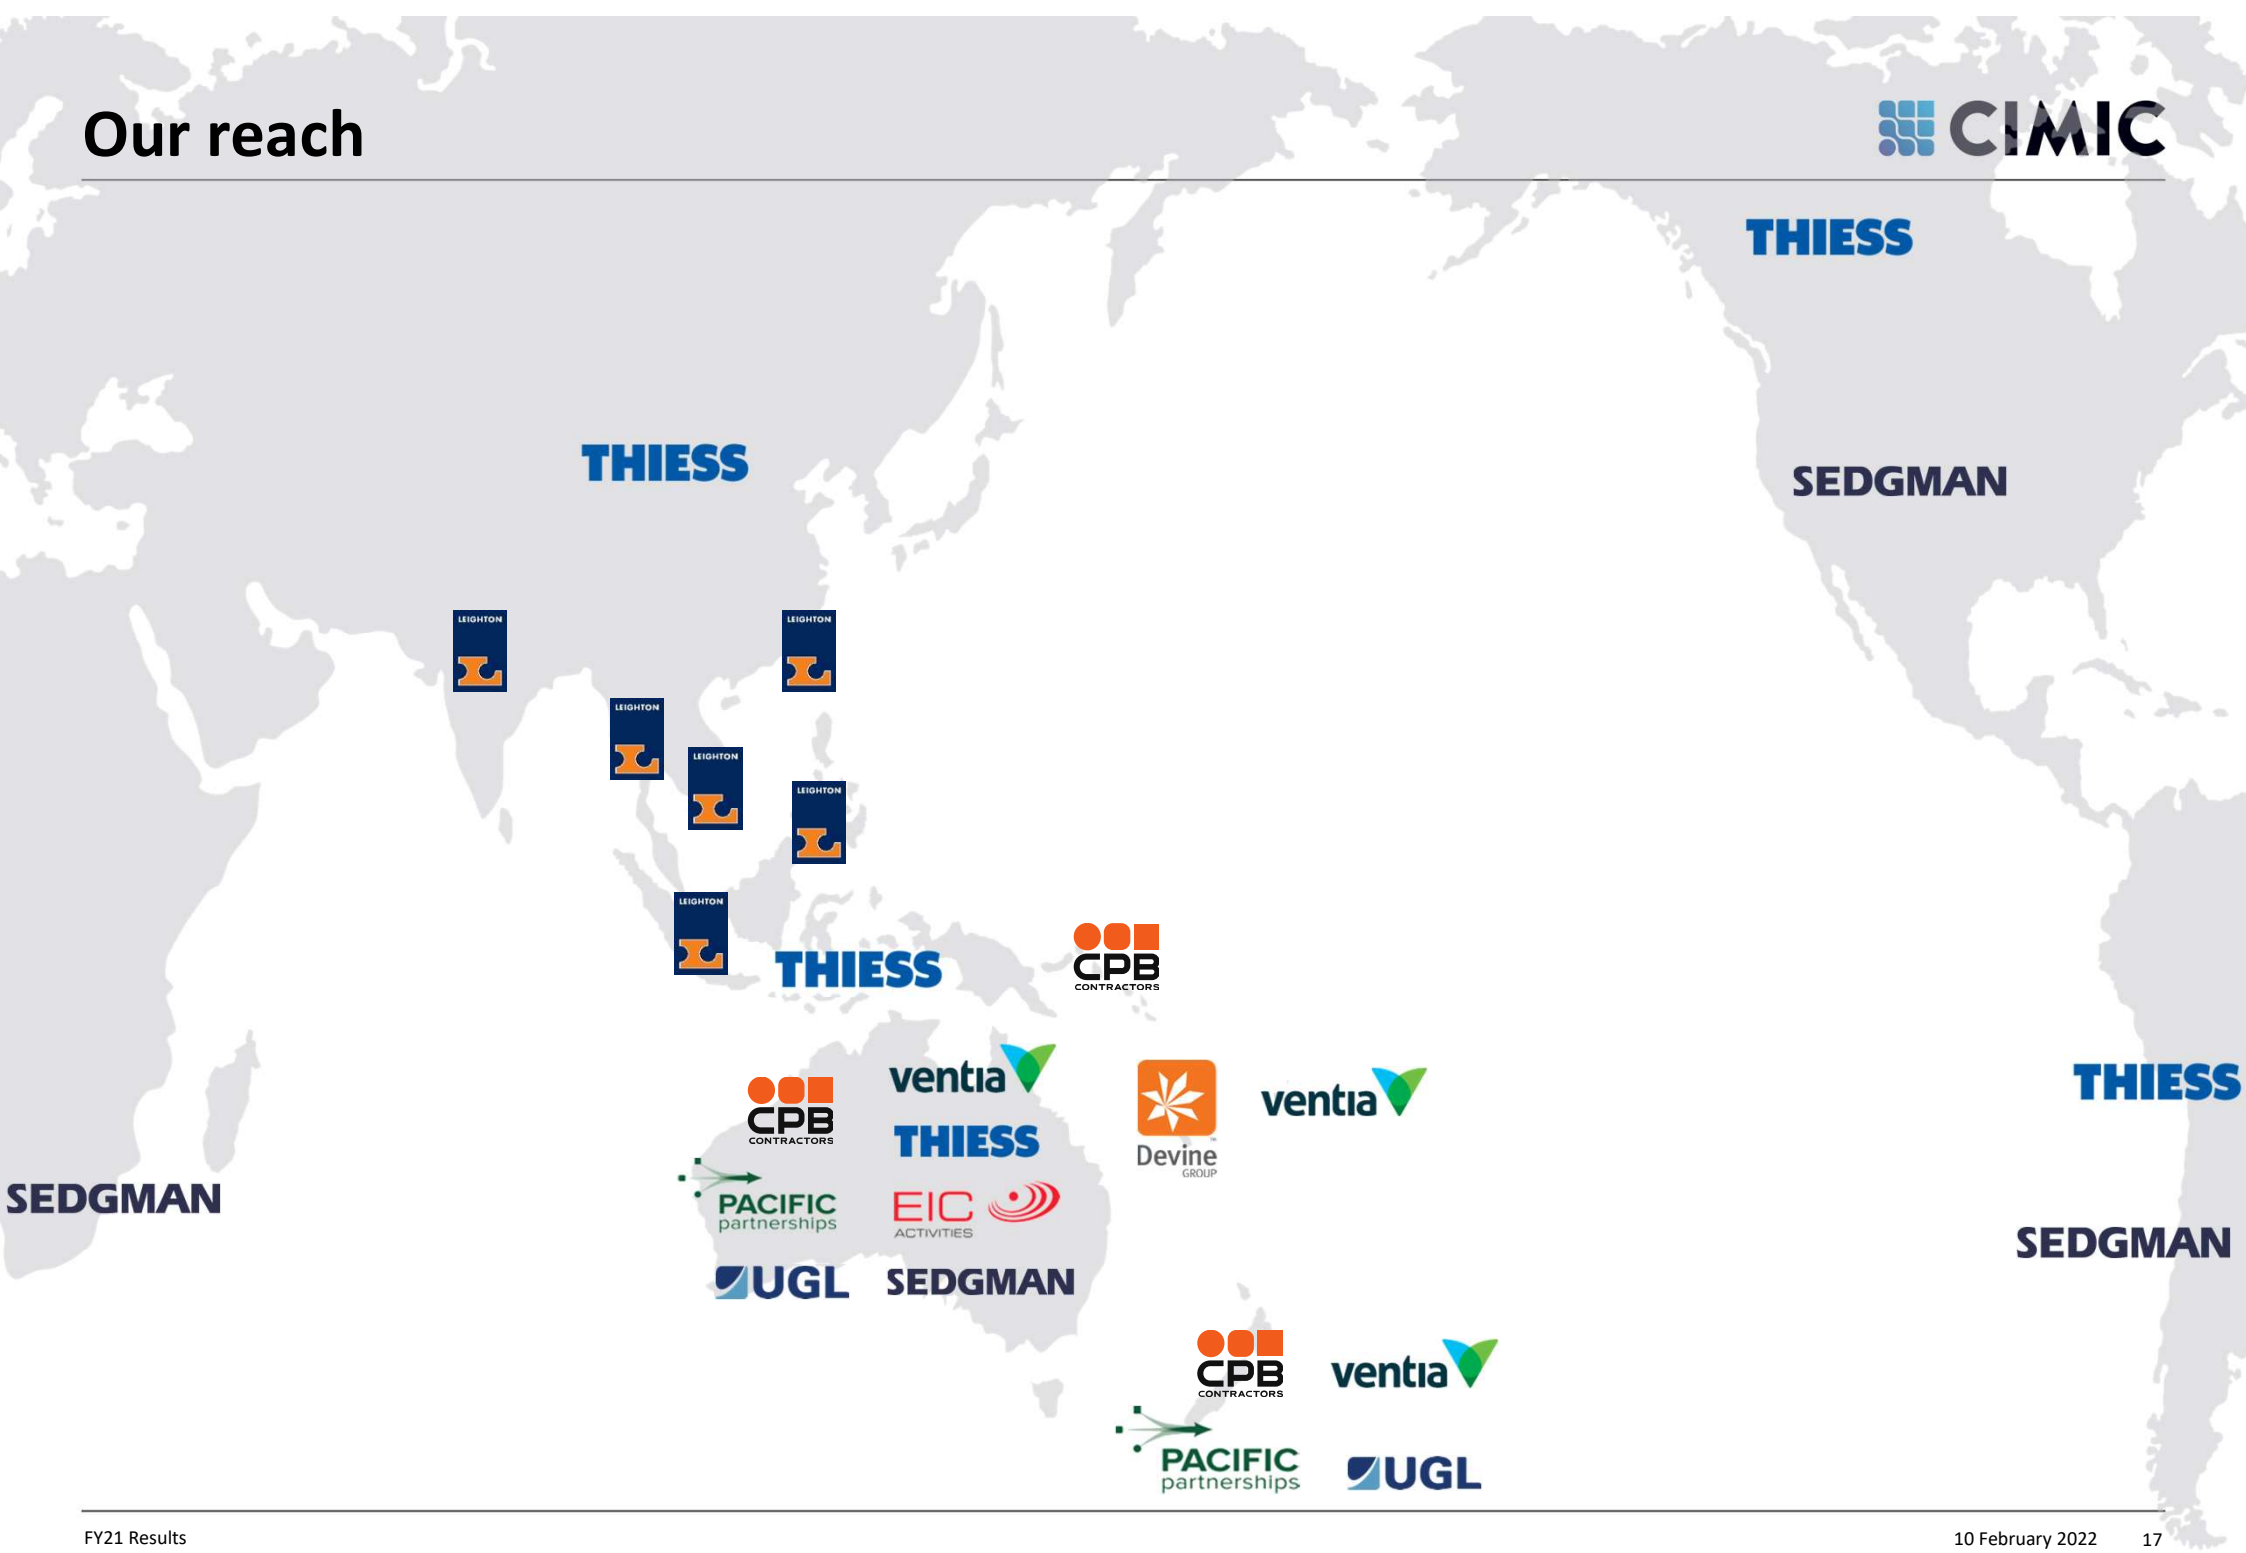 Our reach
CIMIC
THIESS
THIESS
SEDGMAN
LEIGHTON
LEIGHTON
LEIGHTON
LEIGHTON
LEIGHTON
LEIGHTON
THIESS
CPB
CONTRACTORS
ventia
CPB
CONTRACTORS
THIESS
Devine
GROUP
ventia
THIESS
PACIFIC
partnerships
EIC
ACTIVITIES
SEDGMAN
SEDGMAN
UGL
SEDGMAN
CPB
CONTRACTORS
ventia
PACIFIC
partnerships
UGL
FY21 Results
10 February 2022
17